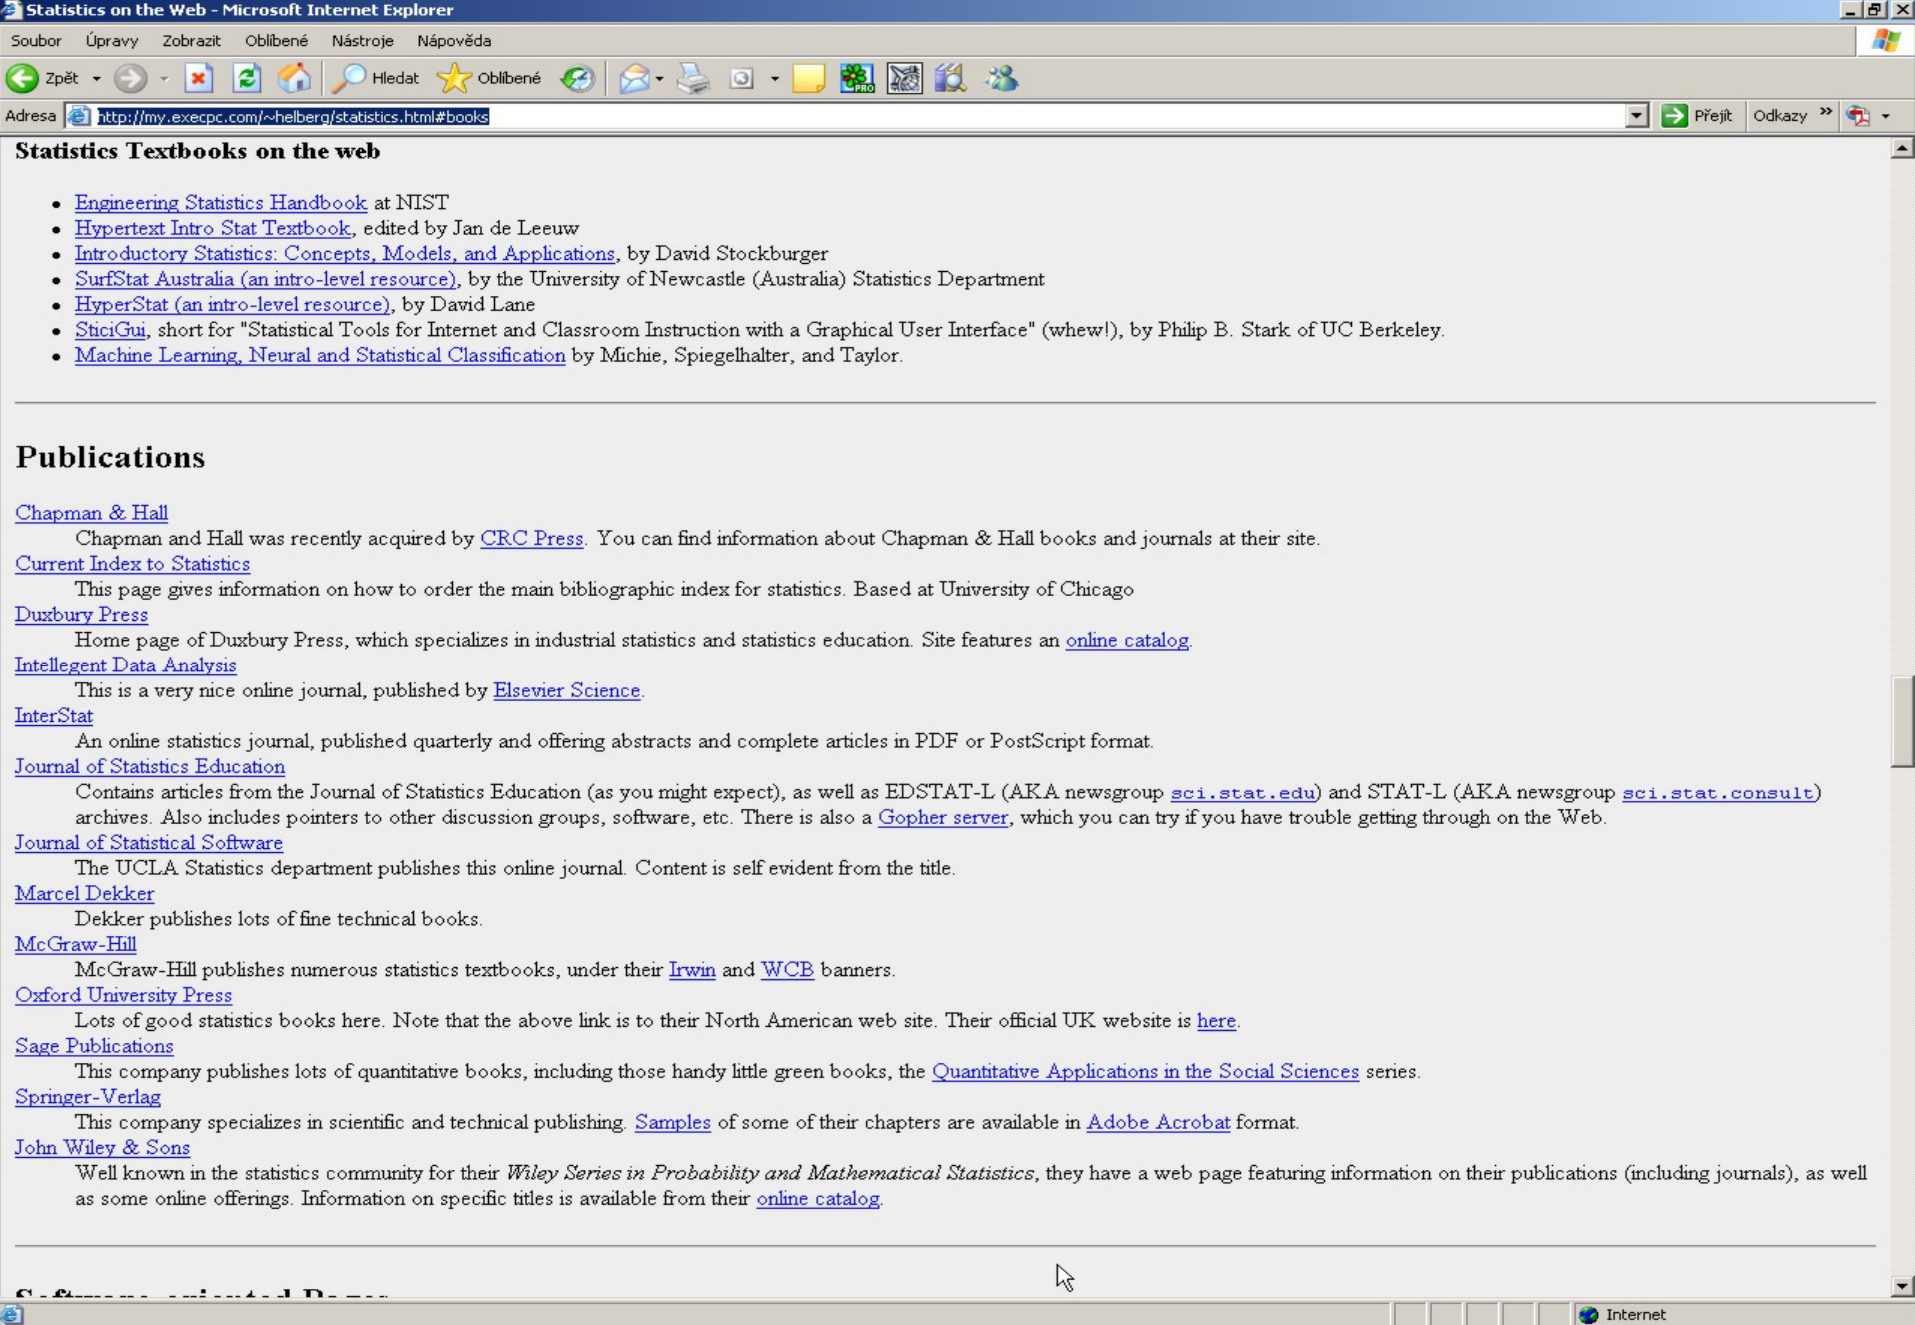 Statistics on the Web - Microsoft Internet Explorer
Soubor Úpravy Zobrazit Oblíbené Nástroje Nápověda
Zpět Hledat Oblíbené PRO
Adresa http://my.execpc.com/~helberg/statistics.html#books Přejít Odkazy »
Statistics Textbooks on the web
• Engineering Statistics Handbook at NIST
• Hypertext Intro Stat Textbook, edited by Jan de Leeuw
• Introductory Statistics: Concepts, Models, and Applications, by David Stockburger
• SurfStat Australia (an intro-level resource), by the University of Newcastle (Australia) Statistics Department
• HyperStat (an intro-level resource), by David Lane
• SticiGui, short for "Statistical Tools for Internet and Classroom Instruction with a Graphical User Interface" (whew!), by Philip B. Stark of UC Berkeley.
• Machine Learning, Neural and Statistical Classification by Michie, Spiegelhalter, and Taylor.
Publications
Chapman & Hall
Chapman and Hall was recently acquired by CRC Press. You can find information about Chapman & Hall books and journals at their site.
Current Index to Statistics
This page gives information on how to order the main bibliographic index for statistics. Based at University of Chicago
Duxbury Press
Home page of Duxbury Press, which specializes in industrial statistics and statistics education. Site features an online catalog.
Intellegent Data Analysis
This is a very nice online journal, published by Elsevier Science.
InterStat
An online statistics journal, published quarterly and offering abstracts and complete articles in PDF or PostScript format.
Journal of Statistics Education
Contains articles from the Journal of Statistics Education (as you might expect), as well as EDSTAT-L (AKA newsgroup sci.stat.edu) and STAT-L (AKA newsgroup sci.stat.consult)
archives. Also includes pointers to other discussion groups, software, etc. There is also a Gopher server, which you can try if you have trouble getting through on the Web.
Journal of Statistical Software
The UCLA Statistics department publishes this online journal. Content is self evident from the title.
Marcel Dekker
Dekker publishes lots of fine technical books.
McGraw-Hill
McGraw-Hill publishes numerous statistics textbooks, under their Irwin and WCB banners.
Oxford University Press
Lots of good statistics books here. Note that the above link is to their North American web site. Their official UK website is here.
Sage Publications
This company publishes lots of quantitative books, including those handy little green books, the Quantitative Applications in the Social Sciences series.
Springer-Verlag
This company specializes in scientific and technical publishing. Samples of some of their chapters are available in Adobe Acrobat format.
John Wiley & Sons
Well known in the statistics community for their Wiley Series in Probability and Mathematical Statistics, they have a web page featuring information on their publications (including journals), as well
as some online offerings. Information on specific titles is available from their online catalog.
Internet